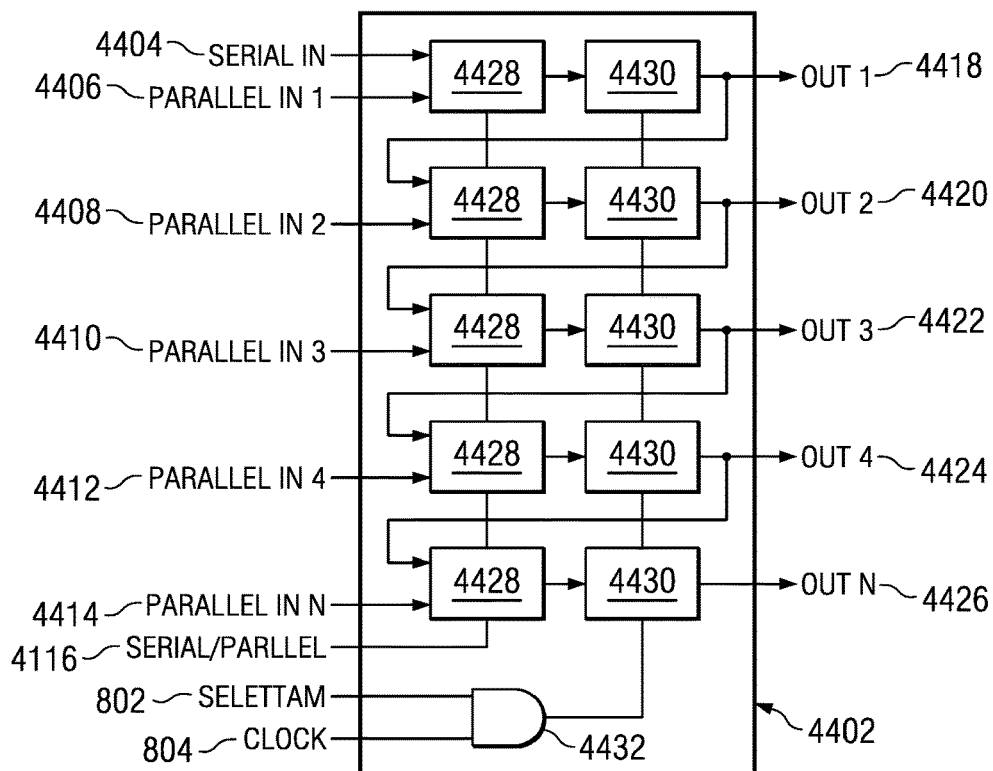 4404 SERIAL IN 4428 4430 OUT 1 4418
4406 PARALLEL IN 1
4408 PARALLEL IN 2 4428 4430 OUT 2 4420
4410 PARALLEL IN 3 4428 4430 OUT 3 4422
4412 PARALLEL IN 4 4428 4430 OUT 4 4424
4414 PARALLEL IN N 4428 4430 OUT N 4426
4116 SERIAL/PARLLEL
802 SELETTAM
804 CLOCK 4432 4402